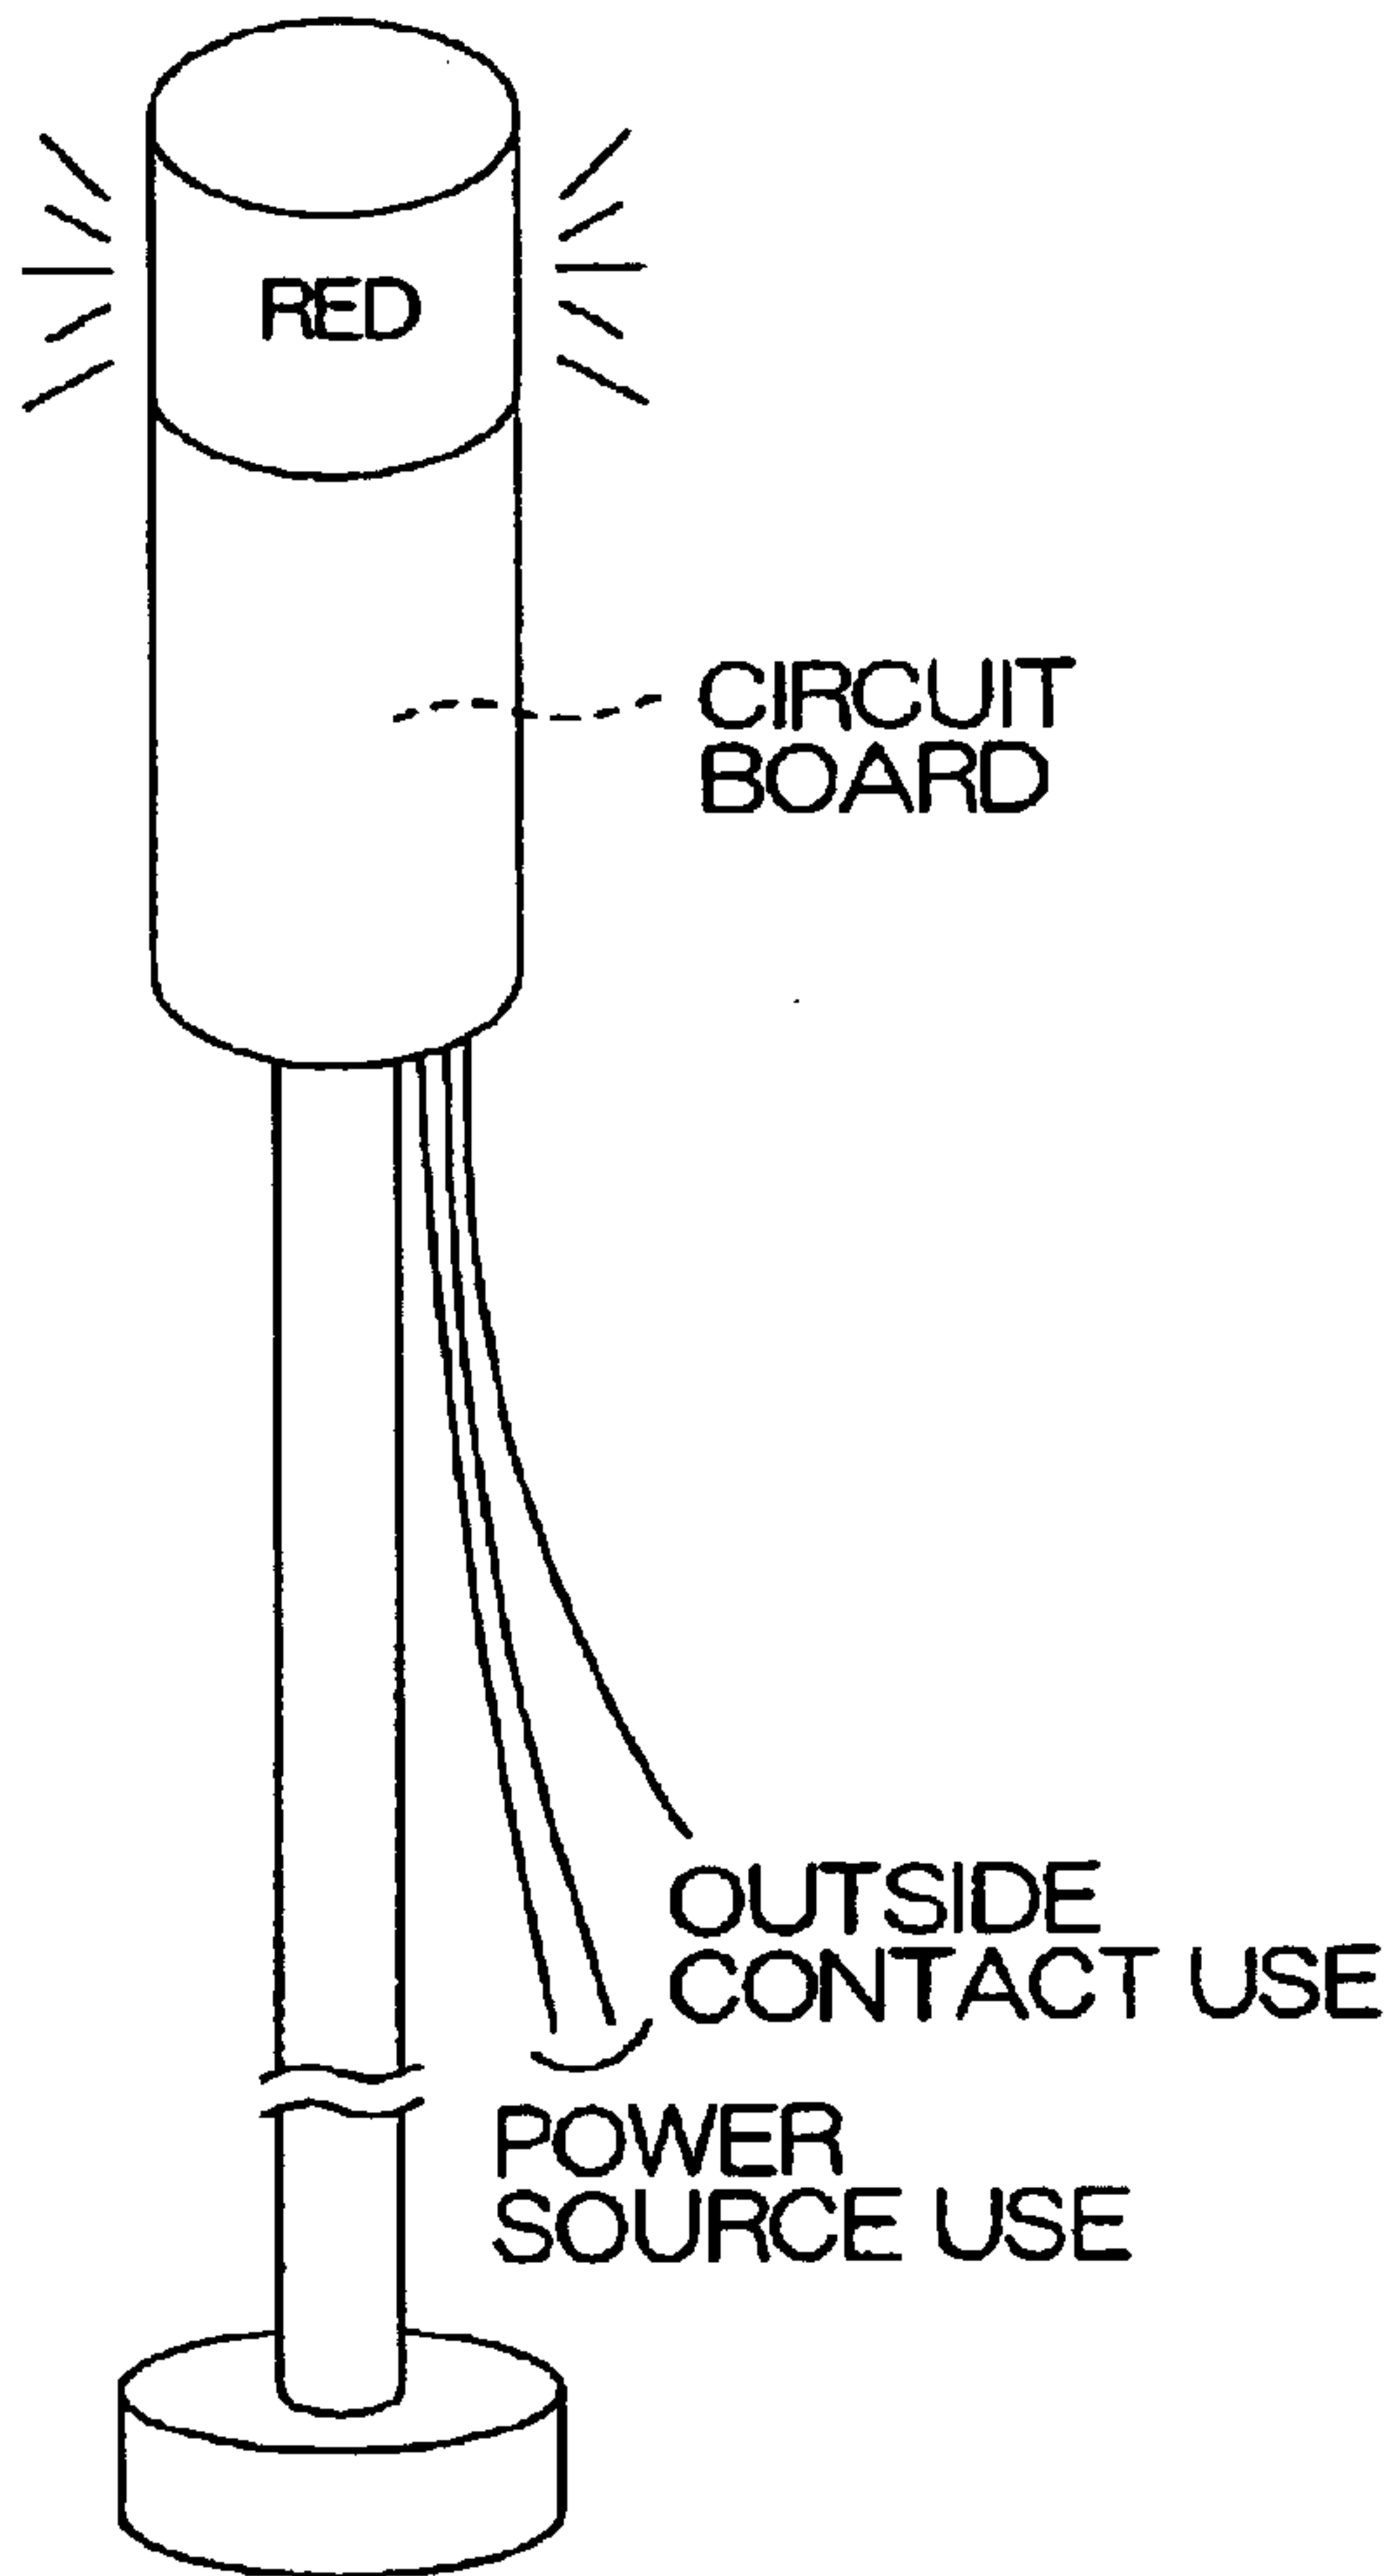 RED
CIRCUIT
BOARD
OUTSIDE
CONTACT USE
POWER
SOURCE USE